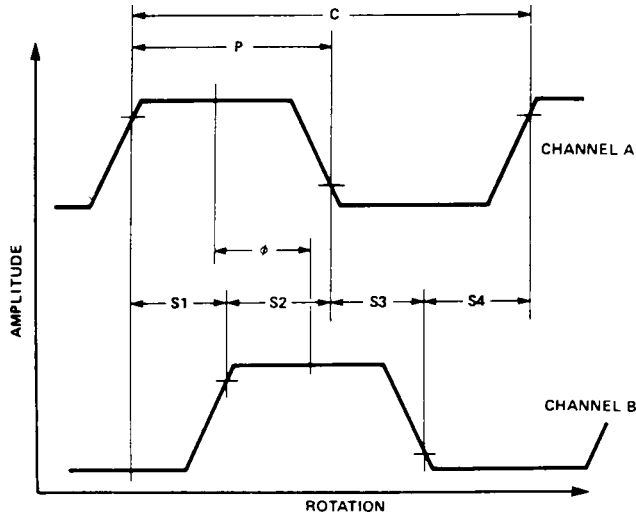 C
P
CHANNEL A
ϕ
AMPLITUDE
S1 S2 S3 S4
CHANNEL B
ROTATION